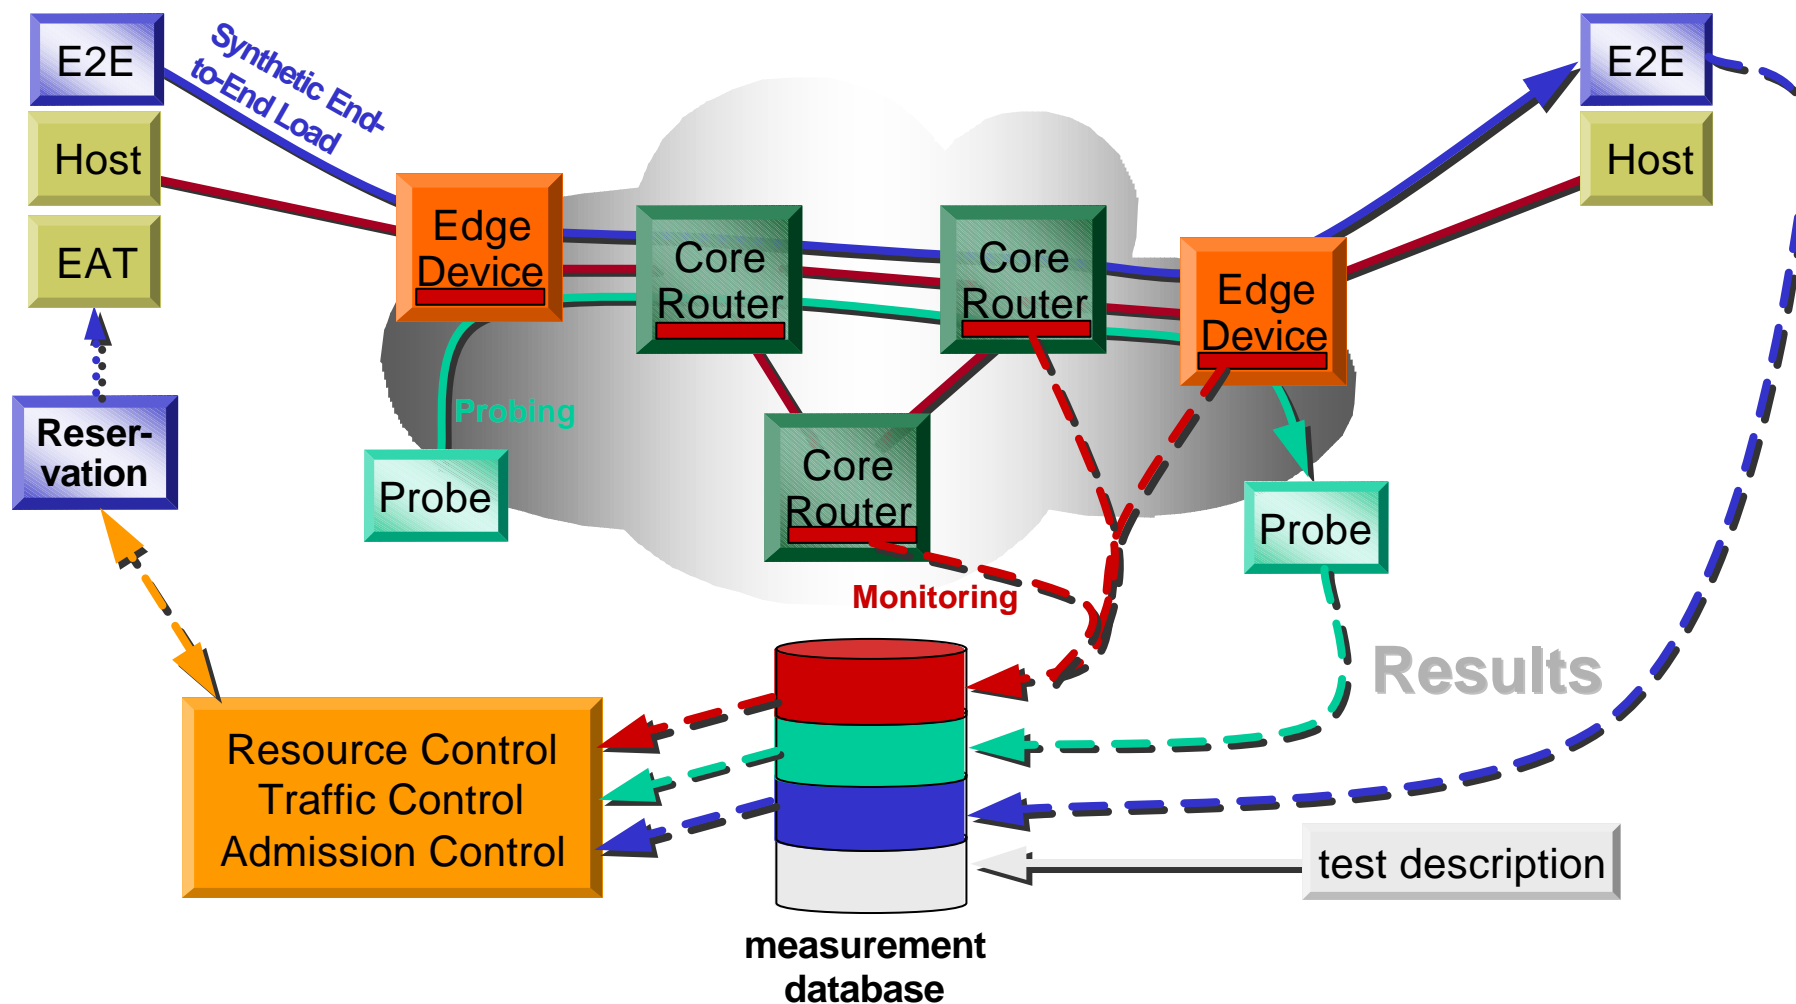 E2E
Synthetic End-
to-End Load
E2E
Host
Host
EAT
Edge
Device
Core
Router
Core
Router
Edge
Device
Probing
Reser-
vation
Probe
Core
Router
Probe
Monitoring
Results
Resource Control
Traffic Control
Admission Control
test description
measurement
database